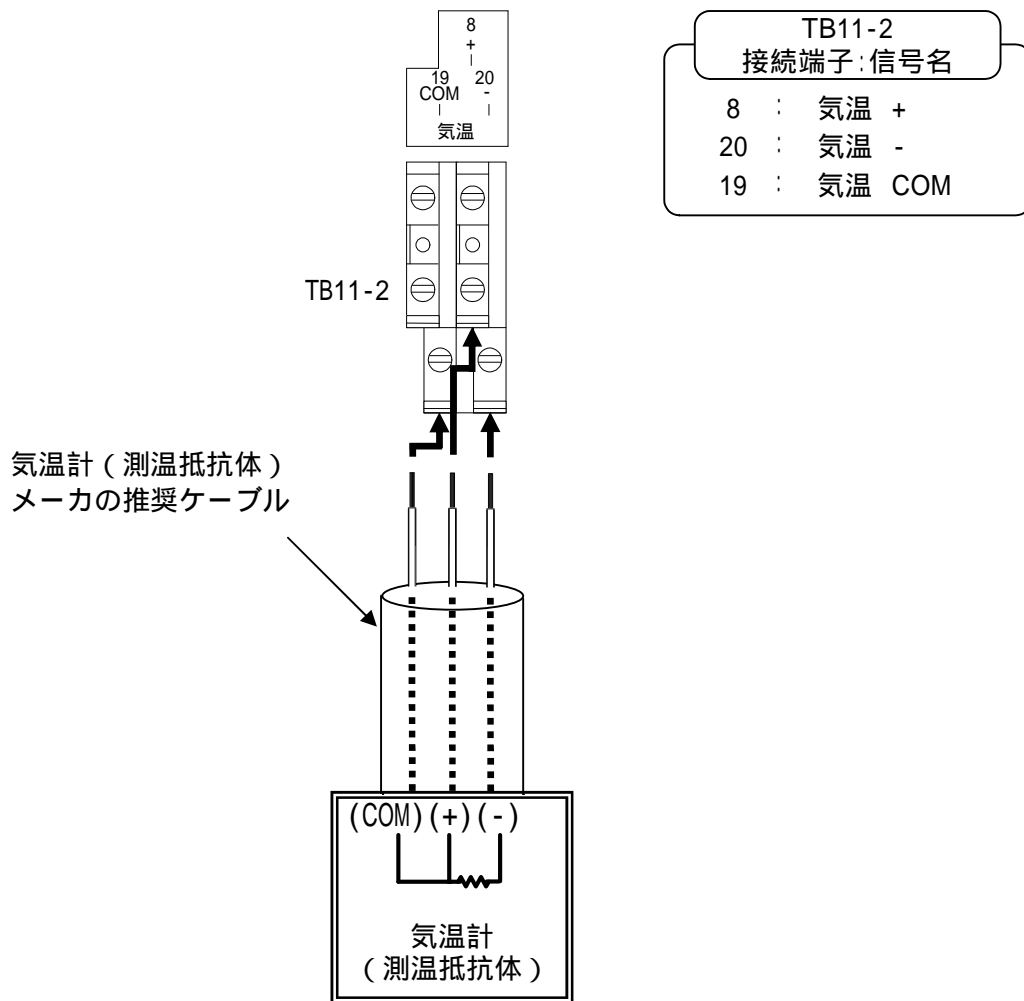 8
+
19 20
COM -
気温
TB11-2
接続端子:信号名
8 : 気温 +
20 : 気温 -
19 : 気温 COM
TB11-2
気温計（測温抵抗体）
メーカの推奨ケーブル
(COM)(+)(-)
気温計
（測温抵抗体）